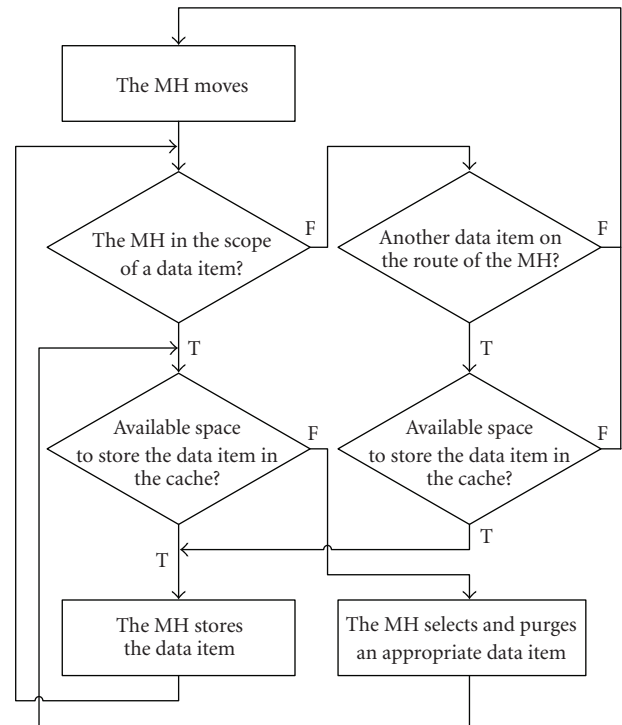 The MH moves
The MH in the scope
of a data item?
F
Another data item on
the route of the MH?
F
T
T
Available space
to store the data item in
the cache?
F
Available space
to store the data item in
the cache?
F
T
T
The MH stores
the data item
The MH selects and purges
an appropriate data item